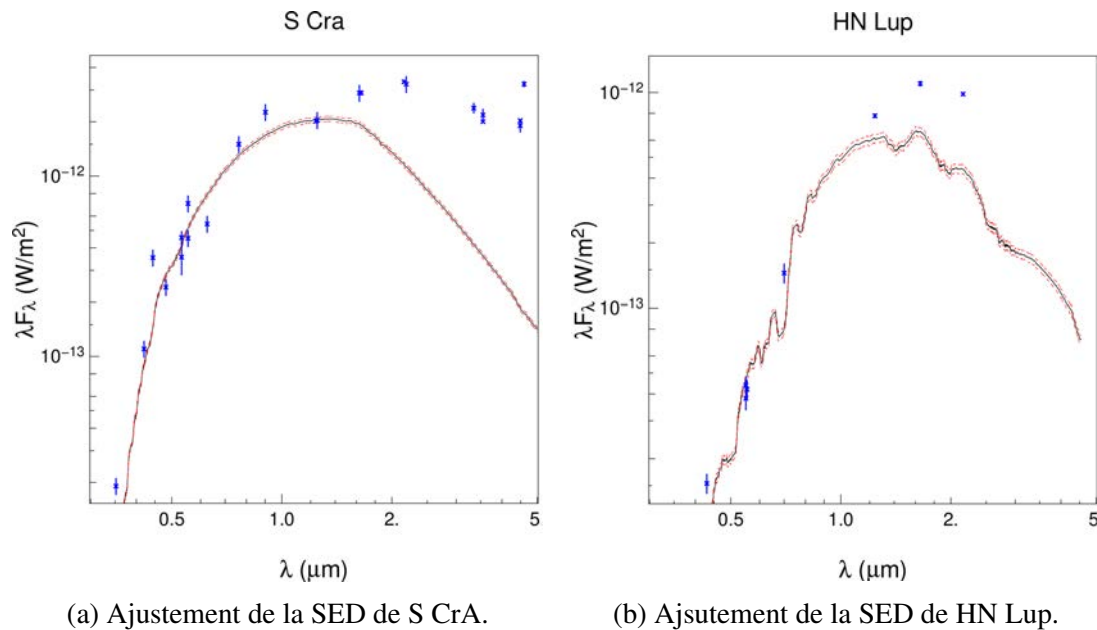 S Cra
HN Lup
λFλ (W/m²)
10⁻¹²
10⁻¹³
0.5
1.0
2.
5
λ (μm)
λFλ (W/m²)
10⁻¹²
10⁻¹³
0.5
1.0
2.
5
λ (μm)
(a) Ajustement de la SED de S CrA.
(b) Ajsutement de la SED de HN Lup.